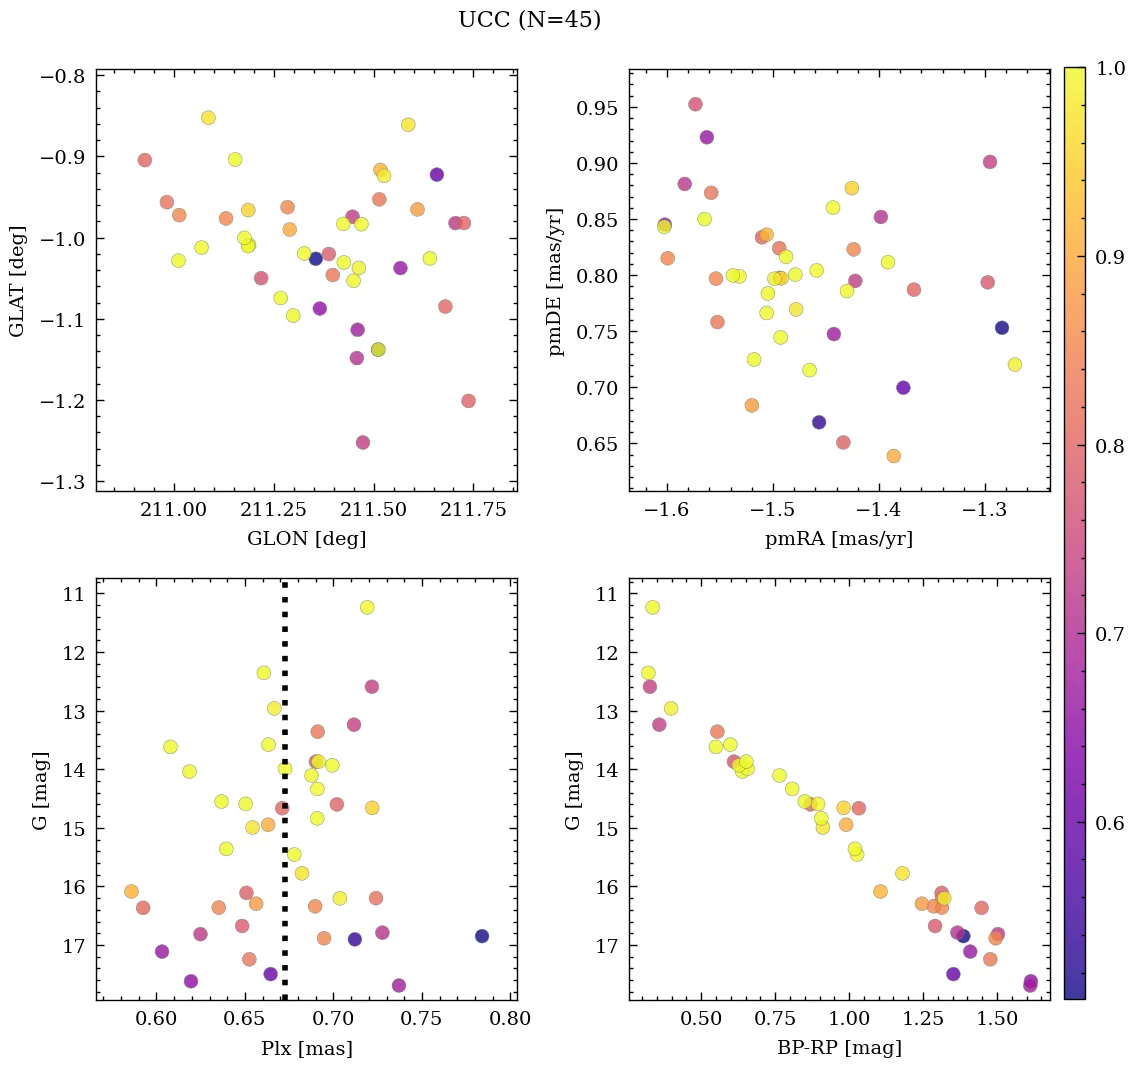 UCC (N=45)
−0.8
−0.9
−1.0
−1.1
−1.2
−1.3
GLAT [deg]
211.00 211.25 211.50 211.75
GLON [deg]
0.95
0.90
0.85
0.80
0.75
0.70
0.65
pmDE [mas/yr]
−1.6 −1.5 −1.4 −1.3
pmRA [mas/yr]
11
12
13
14
15
16
17
G [mag]
0.60 0.65 0.70 0.75 0.80
Plx [mas]
11
12
13
14
15
16
17
G [mag]
0.50 0.75 1.00 1.25 1.50
BP-RP [mag]
1.0
0.9
0.8
0.7
0.6